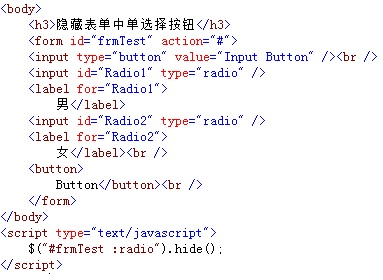 <body>
<h3>隐藏表单中单选择按钮</h3>
<form id="frmTest" action="#">
<input type="button" value="Input Button" /><br />
<input id="Radio1" type="radio" />
<label for="Radio1">
男</label>
<input id="Radio2" type="radio" />
<label for="Radio2">
女</label><br />
<button>
Button</button><br />
</form>
</body>
<script type="text/javascript">
$("#frmTest :radio").hide();
</script>